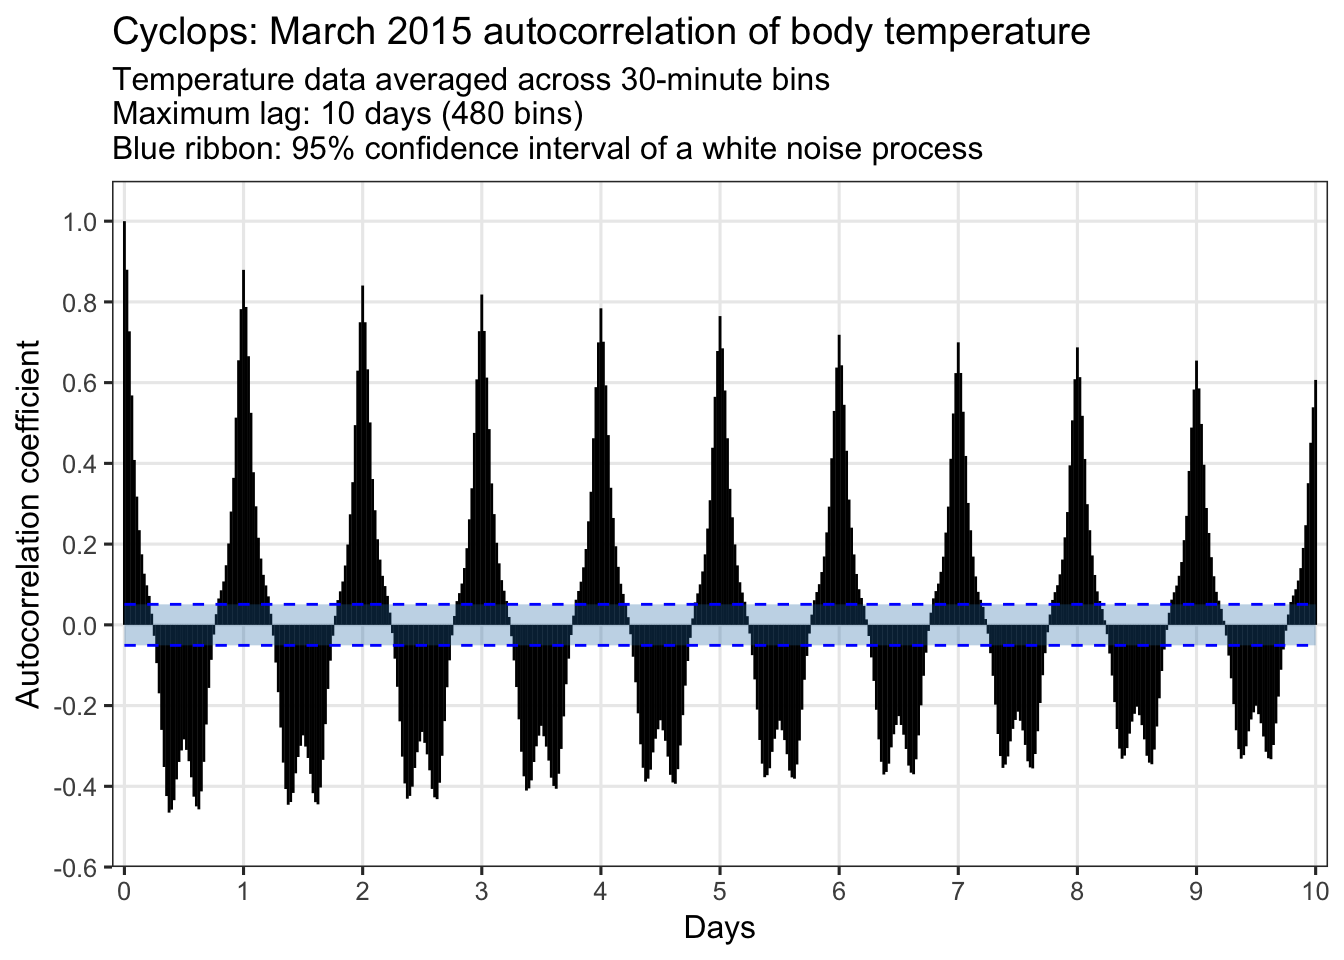 Cyclops: March 2015 autocorrelation of body temperature
Temperature data averaged across 30-minute bins
Maximum lag: 10 days (480 bins)
Blue ribbon: 95% confidence interval of a white noise process
Autocorrelation coefficient
1.0
0.8
0.6
0.4
0.2
0.0
-0.2
-0.4
-0.6
0 1 2 3 4 5 6 7 8 9 10
Days